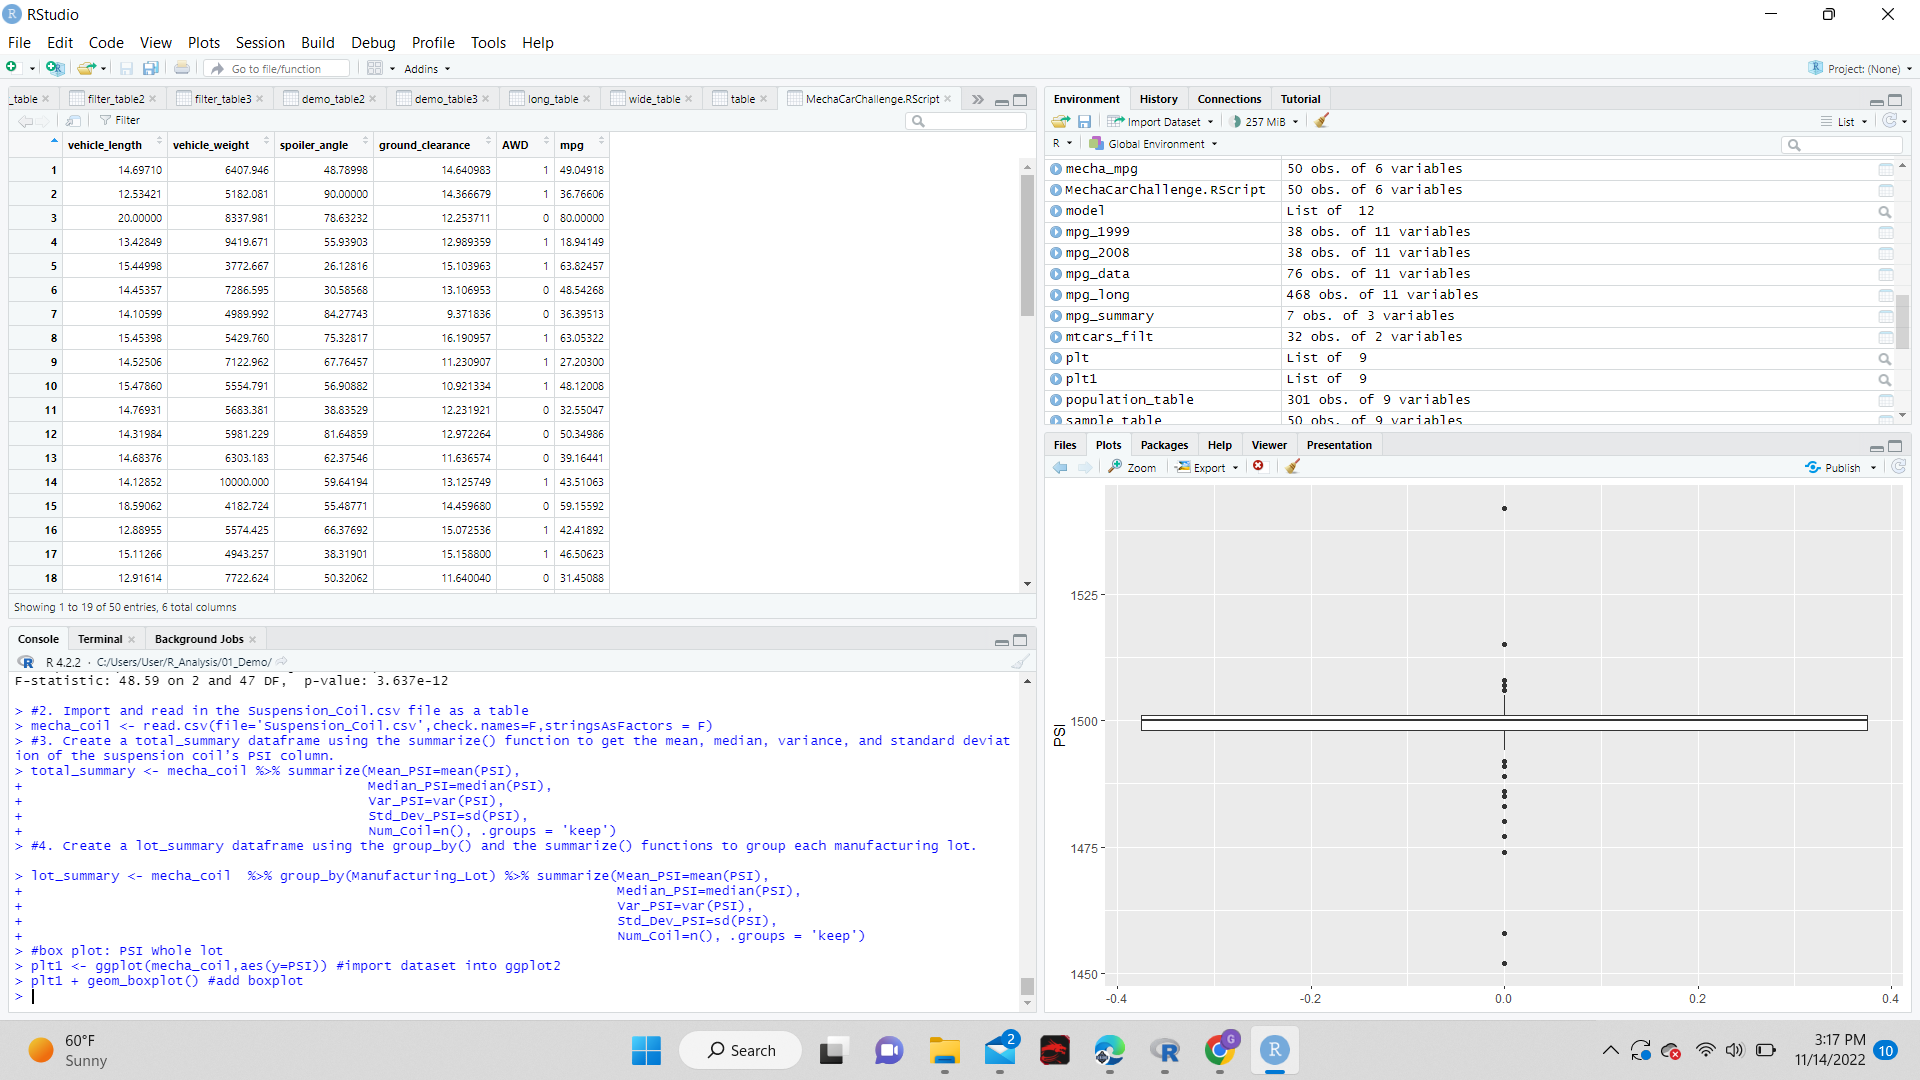 RStudio
File Edit Code View Plots Session Build Debug Profile Tools Help
Go to file/function Addins Project: (None)
_table filter_table2 filter_table3 demo_table2 demo_table3 long_table wide_table table MechaCarChallenge.RScript
Filter
vehicle_length vehicle_weight spoiler_angle ground_clearance AWD mpg
1 14.69710 6407.946 48.78998 14.640983 1 49.04918
2 12.53421 5182.081 90.00000 14.366679 1 36.76606
3 20.00000 8337.981 78.63232 12.253711 0 80.00000
4 13.42849 9419.671 55.93903 12.989359 1 18.94149
5 15.44998 3772.667 26.12816 15.103963 1 63.82457
6 14.45357 7286.595 30.58568 13.106953 0 48.54268
7 14.10599 4989.992 84.27743 9.371836 0 36.39513
8 15.45398 5429.760 75.32817 16.190957 1 63.05322
9 14.52506 7122.962 67.76457 11.230907 1 27.20300
10 15.47860 5554.791 56.90882 10.921334 1 48.12008
11 14.76931 5683.381 38.83529 12.231921 0 32.55047
12 14.31984 5981.229 81.64859 12.972264 0 50.34986
13 14.68376 6303.183 62.37546 11.636574 0 39.16441
14 14.12852 10000.000 59.64194 13.125749 1 43.51063
15 18.59062 4182.724 55.48771 14.459680 0 59.15592
16 12.88955 5574.425 66.37692 15.072536 1 42.41892
17 15.11266 4943.257 38.31901 15.158800 1 46.50623
18 12.91614 7722.624 50.32062 11.640040 0 31.45088
Showing 1 to 19 of 50 entries, 6 total columns
Console Terminal Background Jobs
R 4.2.2 · C:/Users/User/R_Analysis/01_Demo/
F-statistic: 48.59 on 2 and 47 DF, p-value: 3.637e-12
> #2. Import and read in the Suspension_Coil.csv file as a table
> mecha_coil <- read.csv(file='Suspension_Coil.csv',check.names=F,stringsAsFactors = F)
> #3. Create a total_summary dataframe using the summarize() function to get the mean, median, variance, and standard deviat
ion of the suspension coil's PSI column.
> total_summary <- mecha_coil %>% summarize(Mean_PSI=mean(PSI),
+ Median_PSI=median(PSI),
+ Var_PSI=var(PSI),
+ Std_Dev_PSI=sd(PSI),
+ Num_Coil=n(), .groups = 'keep')
> #4. Create a lot_summary dataframe using the group_by() and the summarize() functions to group each manufacturing lot.
> lot_summary <- mecha_coil %>% group_by(Manufacturing_Lot) %>% summarize(Mean_PSI=mean(PSI),
+ Median_PSI=median(PSI),
+ Var_PSI=var(PSI),
+ Std_Dev_PSI=sd(PSI),
+ Num_Coil=n(), .groups = 'keep')
> #box plot: PSI Whole lot
> plt1 <- ggplot(mecha_coil,aes(y=PSI)) #import dataset into ggplot2
> plt1 + geom_boxplot() #add boxplot
>
Environment History Connections Tutorial
Import Dataset 257 MiB List
R Global Environment
mecha_mpg 50 obs. of 6 variables
MechaCarChallenge.RScript 50 obs. of 6 variables
model List of 12
mpg_1999 38 obs. of 11 variables
mpg_2008 38 obs. of 11 variables
mpg_data 76 obs. of 11 variables
mpg_long 468 obs. of 11 variables
mpg_summary 7 obs. of 3 variables
mtcars_filt 32 obs. of 2 variables
plt List of 9
plt1 List of 9
population_table 301 obs. of 9 variables
sample_table 50 obs. of 9 variables
Files Plots Packages Help Viewer Presentation
Zoom Export Publish
1525
1500
1475
1450
PSI
-0.4 -0.2 0.0 0.2 0.4
60°F
Sunny
Search
2
G
3:17 PM
11/14/2022
10